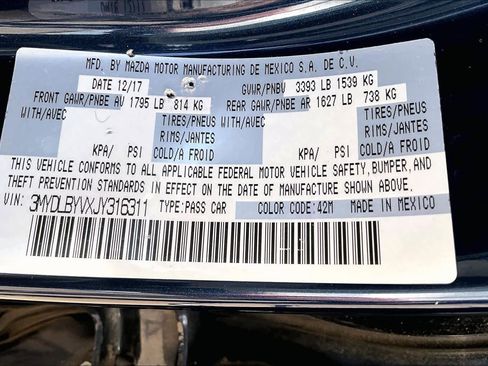 MFD. BY MAZDA MOTOR MANUFACTURING DE MEXICO S.A. DE C.V.
DATE 12/17 GVWR/PNBV 3393 LB 1539 KG
FRONT GAWR/PNBE AV 1795 LB 814 KG REAR GAWR/PNBE AR 1627 LB 738 KG
WITH/AVEC TIRES/PNEUS WITH/AVEC TIRES/PNEUS
RIMS/JANTES RIMS/JANTES
KPA/ PSI COLD/A FROID KPA/ PSI COLD/A FROID
THIS VEHICLE CONFORMS TO ALL APPLICABLE FEDERAL MOTOR VEHICLE SAFETY, BUMPER, AND
THEFT PREVENTION STANDARDS IN EFFECT ON THE DATE OF MANUFACTURE SHOWN ABOVE.
VIN: 3MYDLBYVXJY316311 TYPE:PASS CAR COLOR CODE:42M MADE IN MEXICO